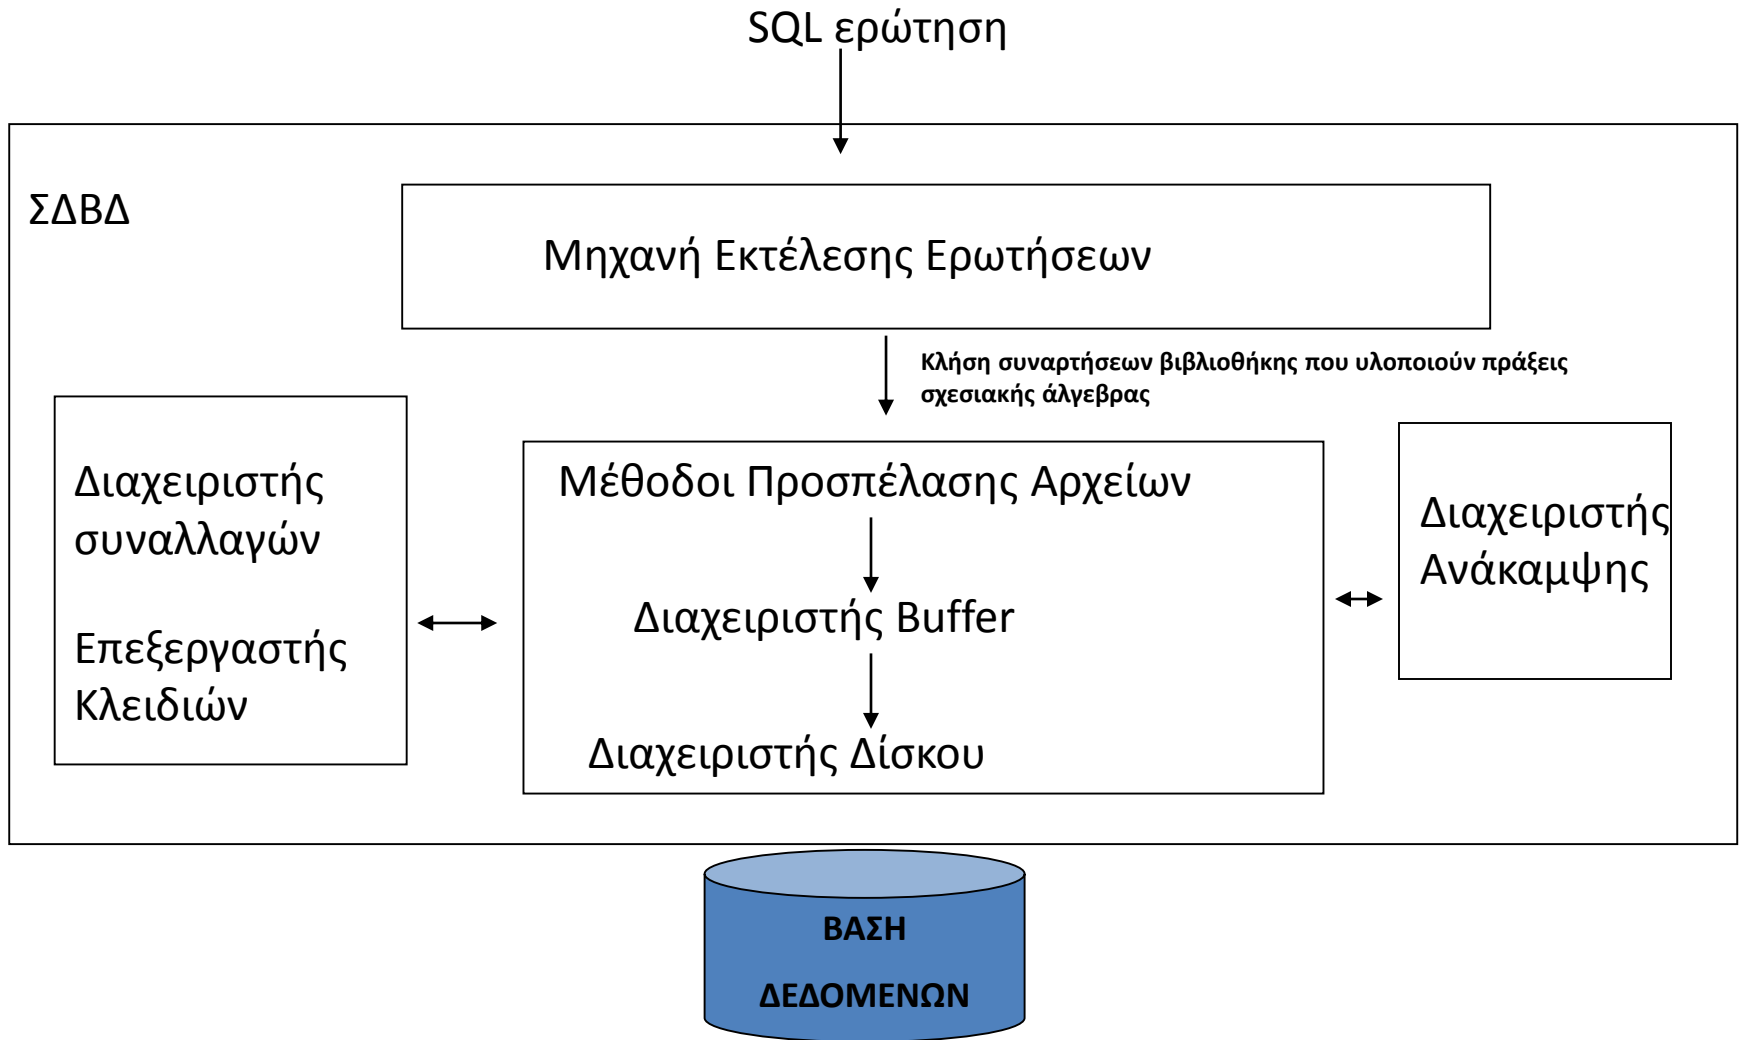 SQL ερώτηση
ΣΔΒΔ
Μηχανή Εκτέλεσης Ερωτήσεων
Κλήση συναρτήσεων βιβλιοθήκης που υλοποιούν πράξεις
σχεσιακής άλγεβρας
Διαχειριστής
συναλλαγών
Επεξεργαστής
Κλειδιών
Μέθοδοι Προσπέλασης Αρχείων
Διαχειριστής Buffer
Διαχειριστής Δίσκου
Διαχειριστής
Ανάκαμψης
ΒΑΣΗ
ΔΕΔΟΜΕΝΩΝ